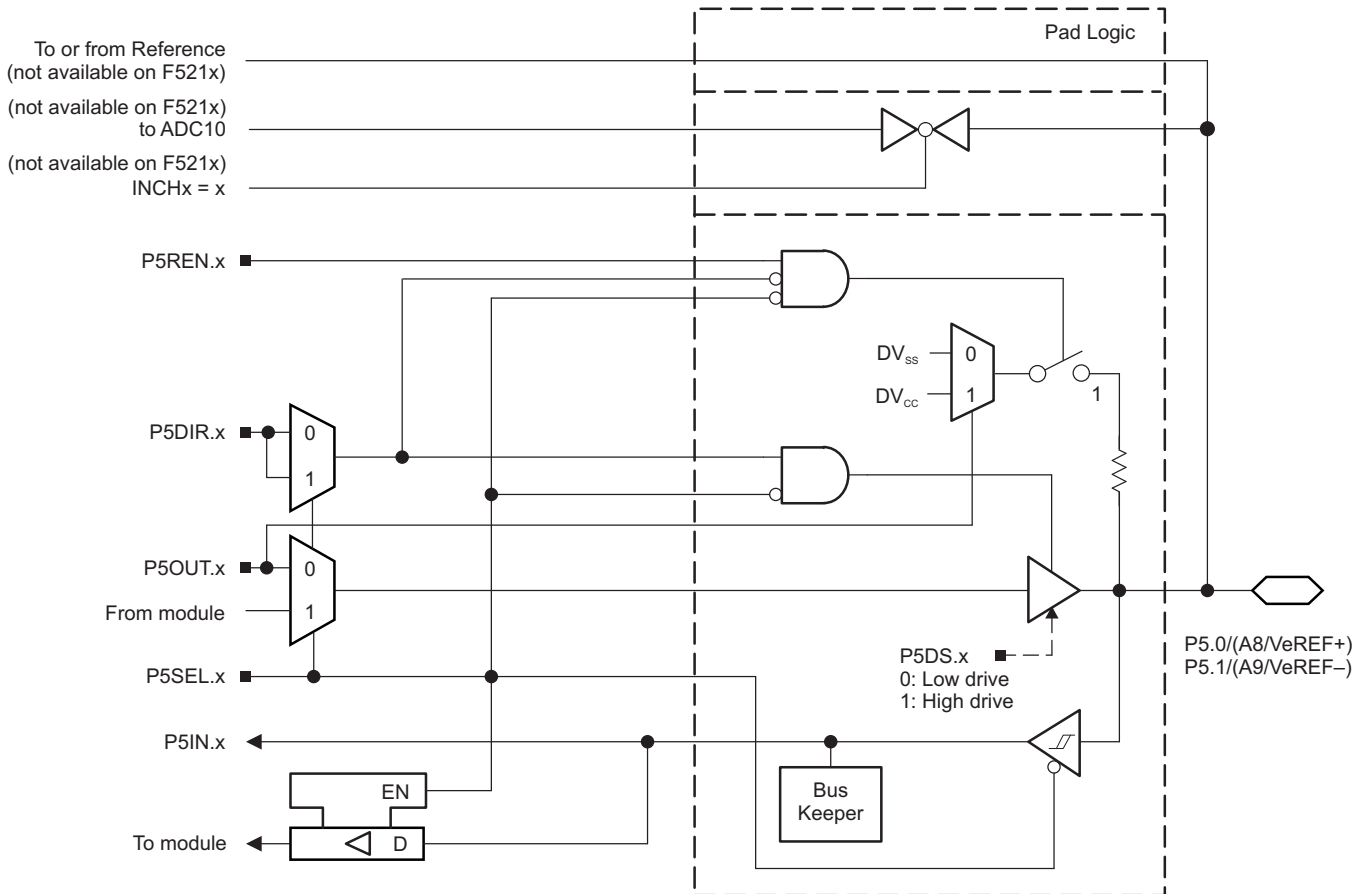 Pad Logic
To or from Reference
(not available on F521x)
(not available on F521x)
to ADC10
(not available on F521x)
INCHx = x
P5REN.x
DVSS
0
DVCC
1
1
P5DIR.x
0
1
P5OUT.x
0
From module
1
P5SEL.x
P5DS.x
0: Low drive
1: High drive
P5.0/(A8/VeREF+)
P5.1/(A9/VeREF–)
P5IN.x
Bus
Keeper
EN
To module
D